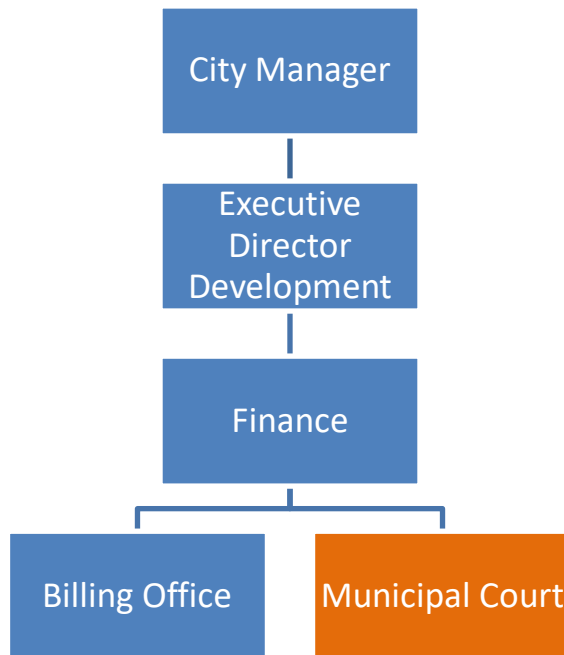 City Manager
Executive
Director
Development
Finance
Billing Office
Municipal Court